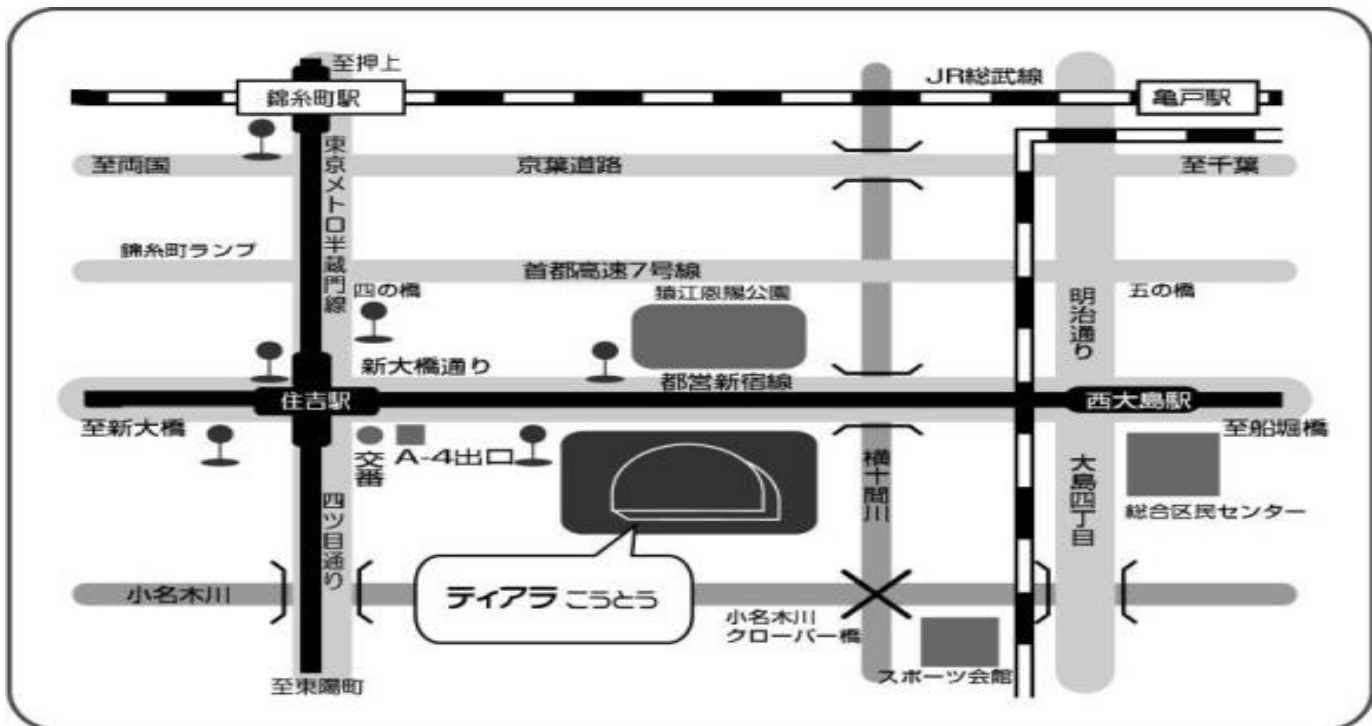 至押上
JR総武線
錦糸町駅
亀戸駅
東京メトロ半蔵門線
至両国
京葉道路
至千葉
錦糸町ランプ
首都高速7号線
四の橋
猿江恩賜公園
明治通り
五の橋
新大橋通り
都営新宿線
住吉駅
西大島駅
至新大橋
至船堀橋
交番
A-4出口
横十間川
大島四丁目
総合区民センター
四ツ目通り
小名木川
ティアラ こうとう
小名木川
クローバー橋
スポーツ会館
至東陽町